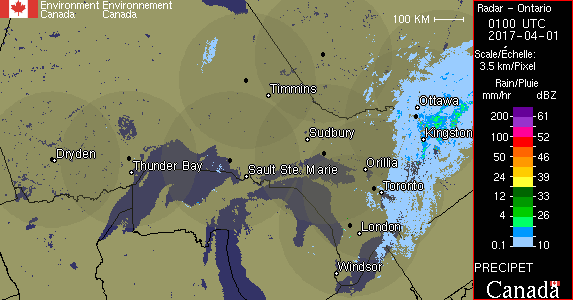 Environment Environnement
Canada Canada
100 KM
Radar - Ontario
0100 UTC
2017-04-01
Scale/Échelle:
3.5 km/Pixel
Rain/Pluie
mm/hr dBZ
200 61
100 52
50 46
24 39
12 33
4 26
0.1 10
PRECIPET
Canada
Timmins
Ottawa
Sudbury
Kingston
Dryden
Thunder Bay
Sault Ste. Marie
Orillia
Toronto
London
Windsor